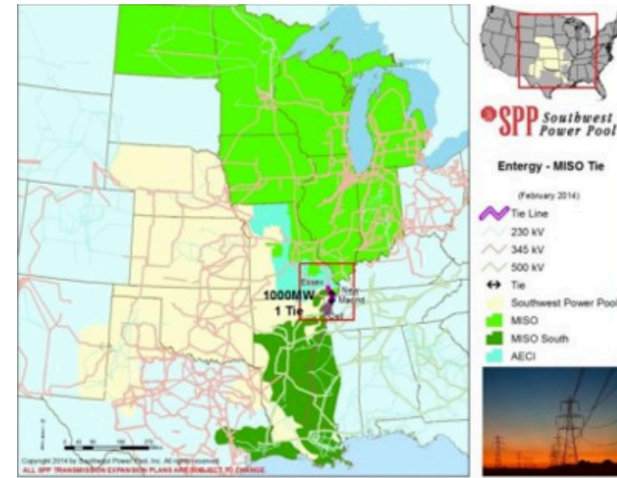 SPP Southwest
Power Pool
Entergy - MISO Tie
(February 2014)
Tie Line
230 kV
345 kV
500 kV
Tie
Southwest Power Pool
MISO
MISO South
AECI
Essex
New
Madrid
1000MW
1 Tie
Copyright 2014 by Southwest Power Pool, Inc. All rights reserved.
ALL SPP TRANSMISSION EXPANSION PLANS ARE SUBJECT TO CHANGE.